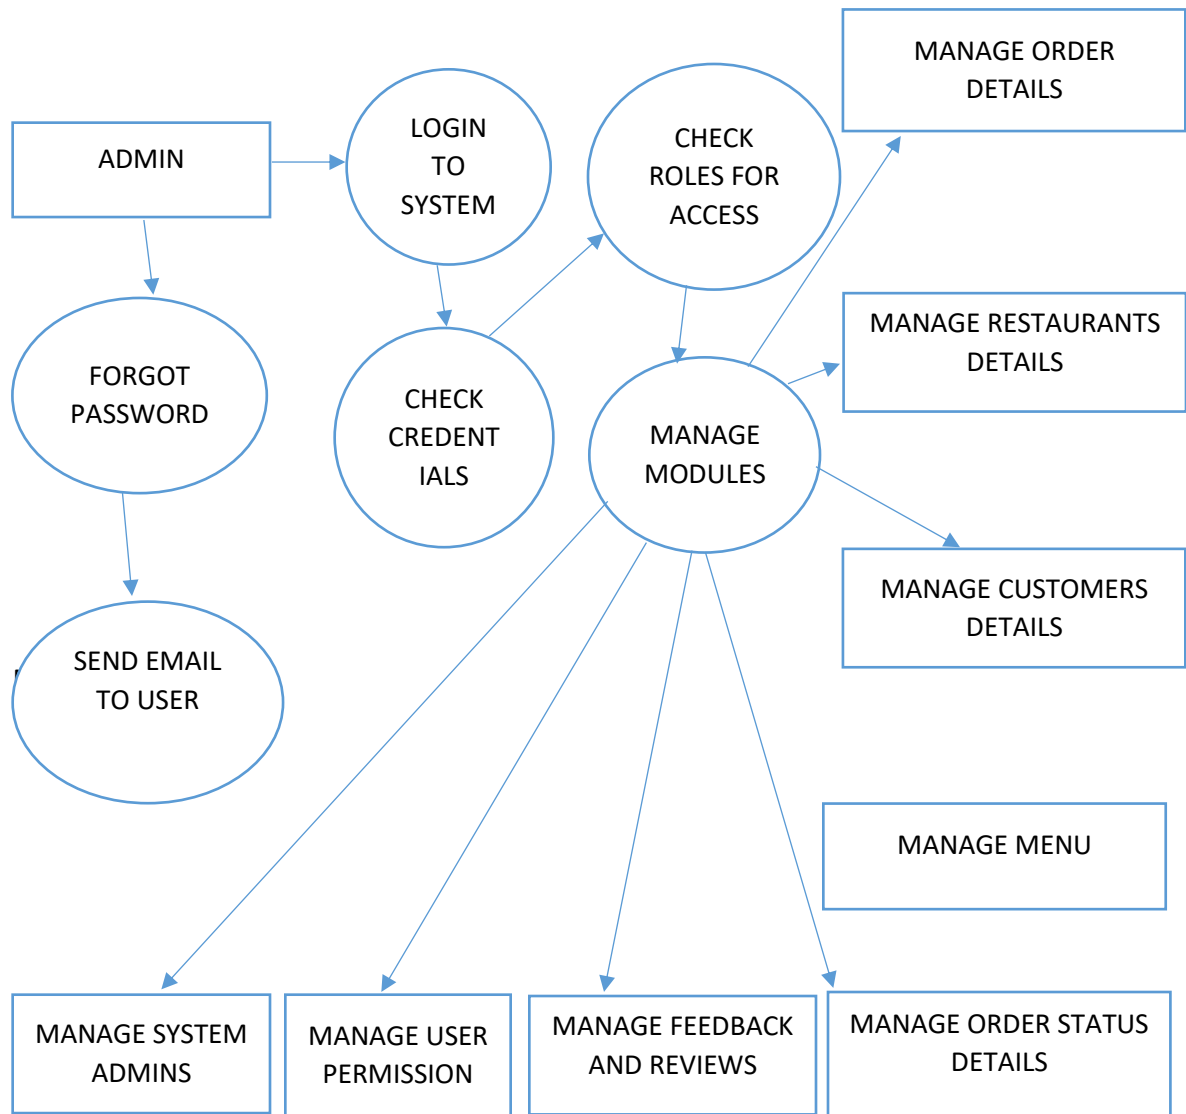 ADMIN
LOGIN
TO
SYSTEM
CHECK
ROLES FOR
ACCESS
MANAGE ORDER
DETAILS
FORGOT
PASSWORD
CHECK
CREDENT
IALS
MANAGE
MODULES
MANAGE RESTAURANTS
DETAILS
MANAGE CUSTOMERS
DETAILS
SEND EMAIL
TO USER
MANAGE MENU
MANAGE SYSTEM
ADMINS
MANAGE USER
PERMISSION
MANAGE FEEDBACK
AND REVIEWS
MANAGE ORDER STATUS
DETAILS